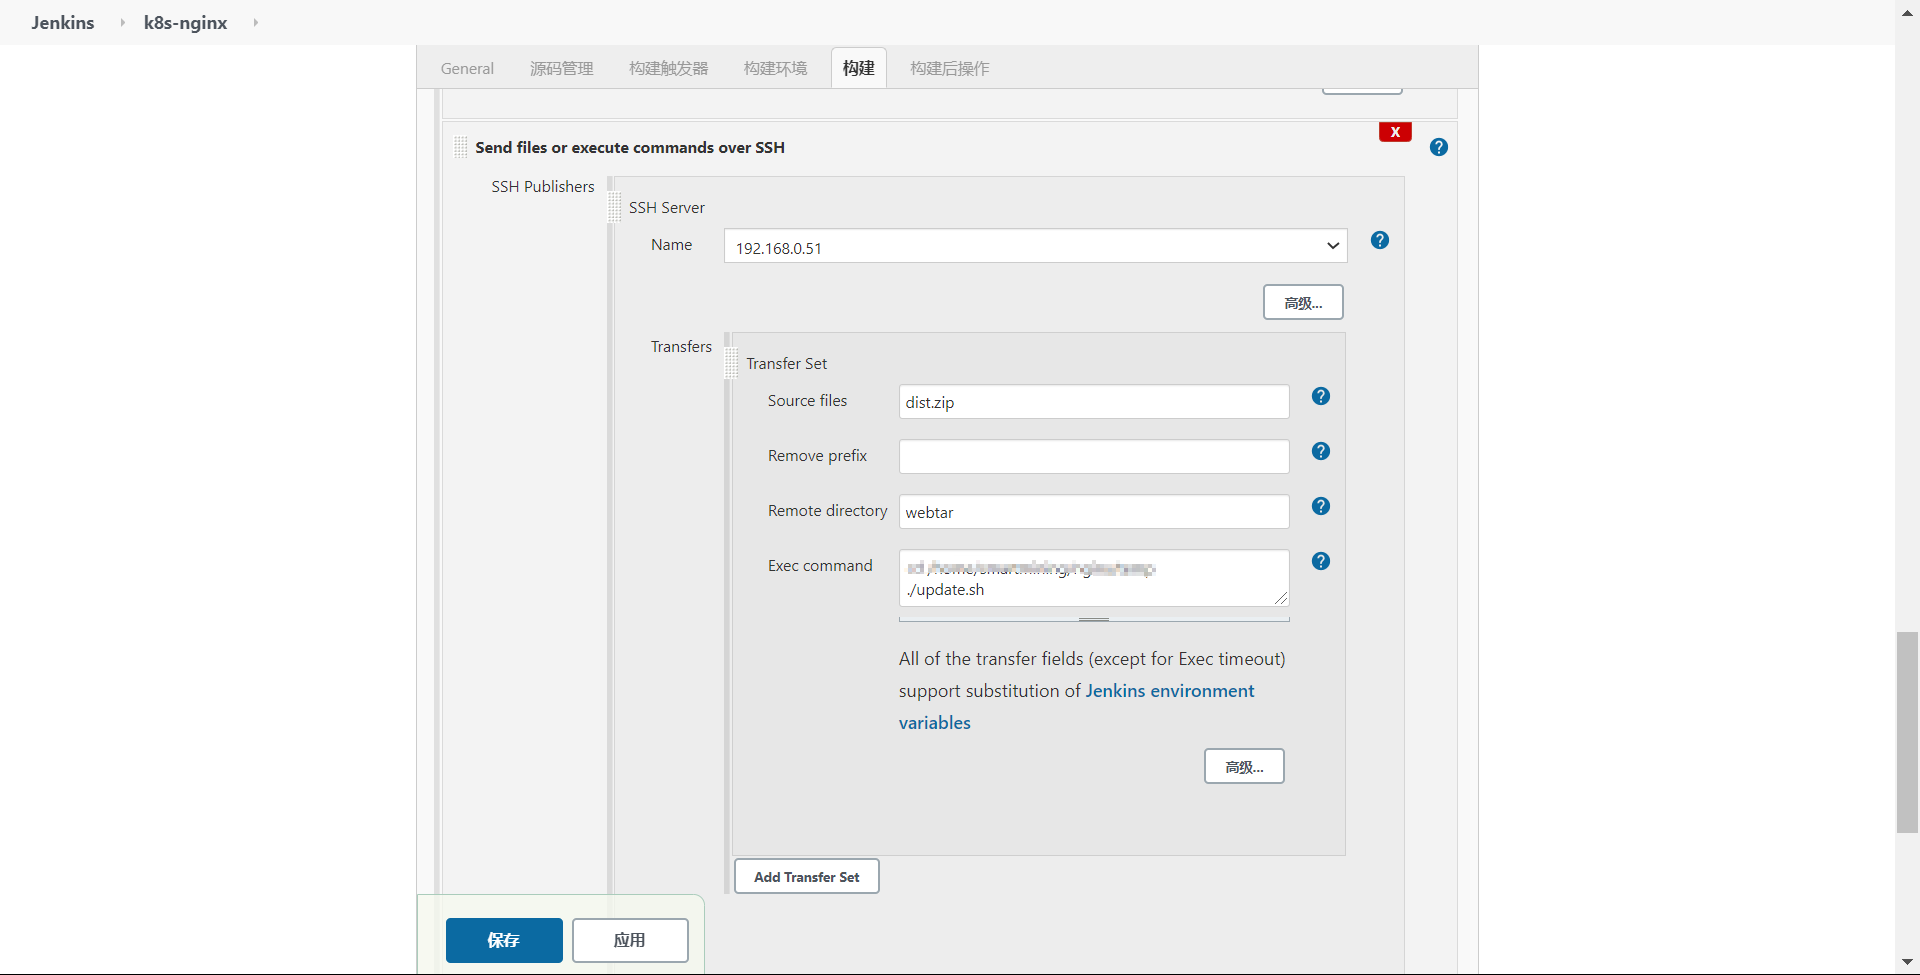 Jenkins k8s-nginx
General 源码管理 构建触发器 构建环境 构建 构建后操作
X
Send files or execute commands over SSH
SSH Publishers
SSH Server
Name 192.168.0.51
高级...
Transfers
Transfer Set
Source files dist.zip
Remove prefix
Remote directory webtar
Exec command
./update.sh
All of the transfer fields (except for Exec timeout)
support substitution of Jenkins environment
variables
高级...
Add Transfer Set
保存 应用